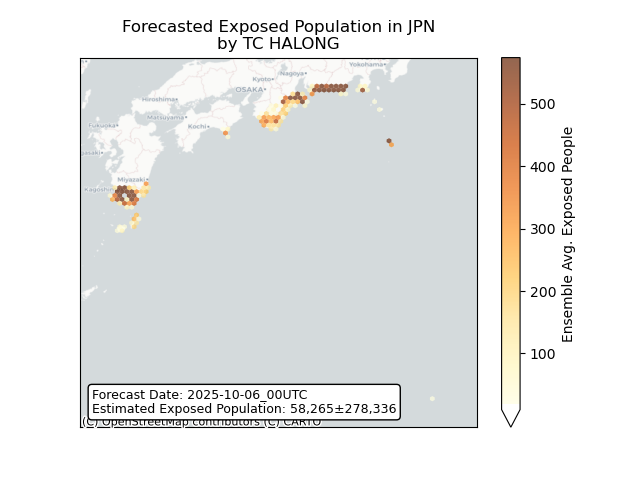 Forecasted Exposed Population in JPN
by TC HALONG
Yokohama
Nagoya
Kyoto
OSAKA
Hiroshima
Matsuyama
Fukuoka
Kochi
Miyazaki
500
400
300
200
100
Ensemble Avg. Exposed People
Forecast Date: 2025-10-06_00UTC
Estimated Exposed Population: 58,265±278,336
(C) OpenStreetMap contributors (C) CARTO